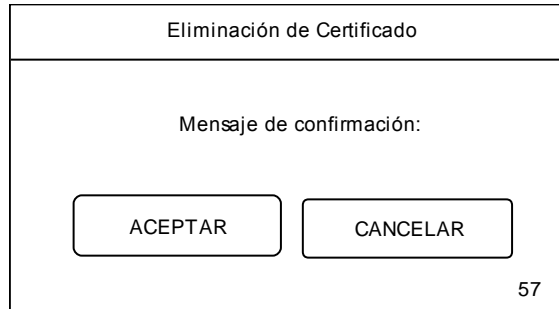 Eliminación de Certificado
Mensaje de confirmación:
ACEPTAR CANCELAR
57